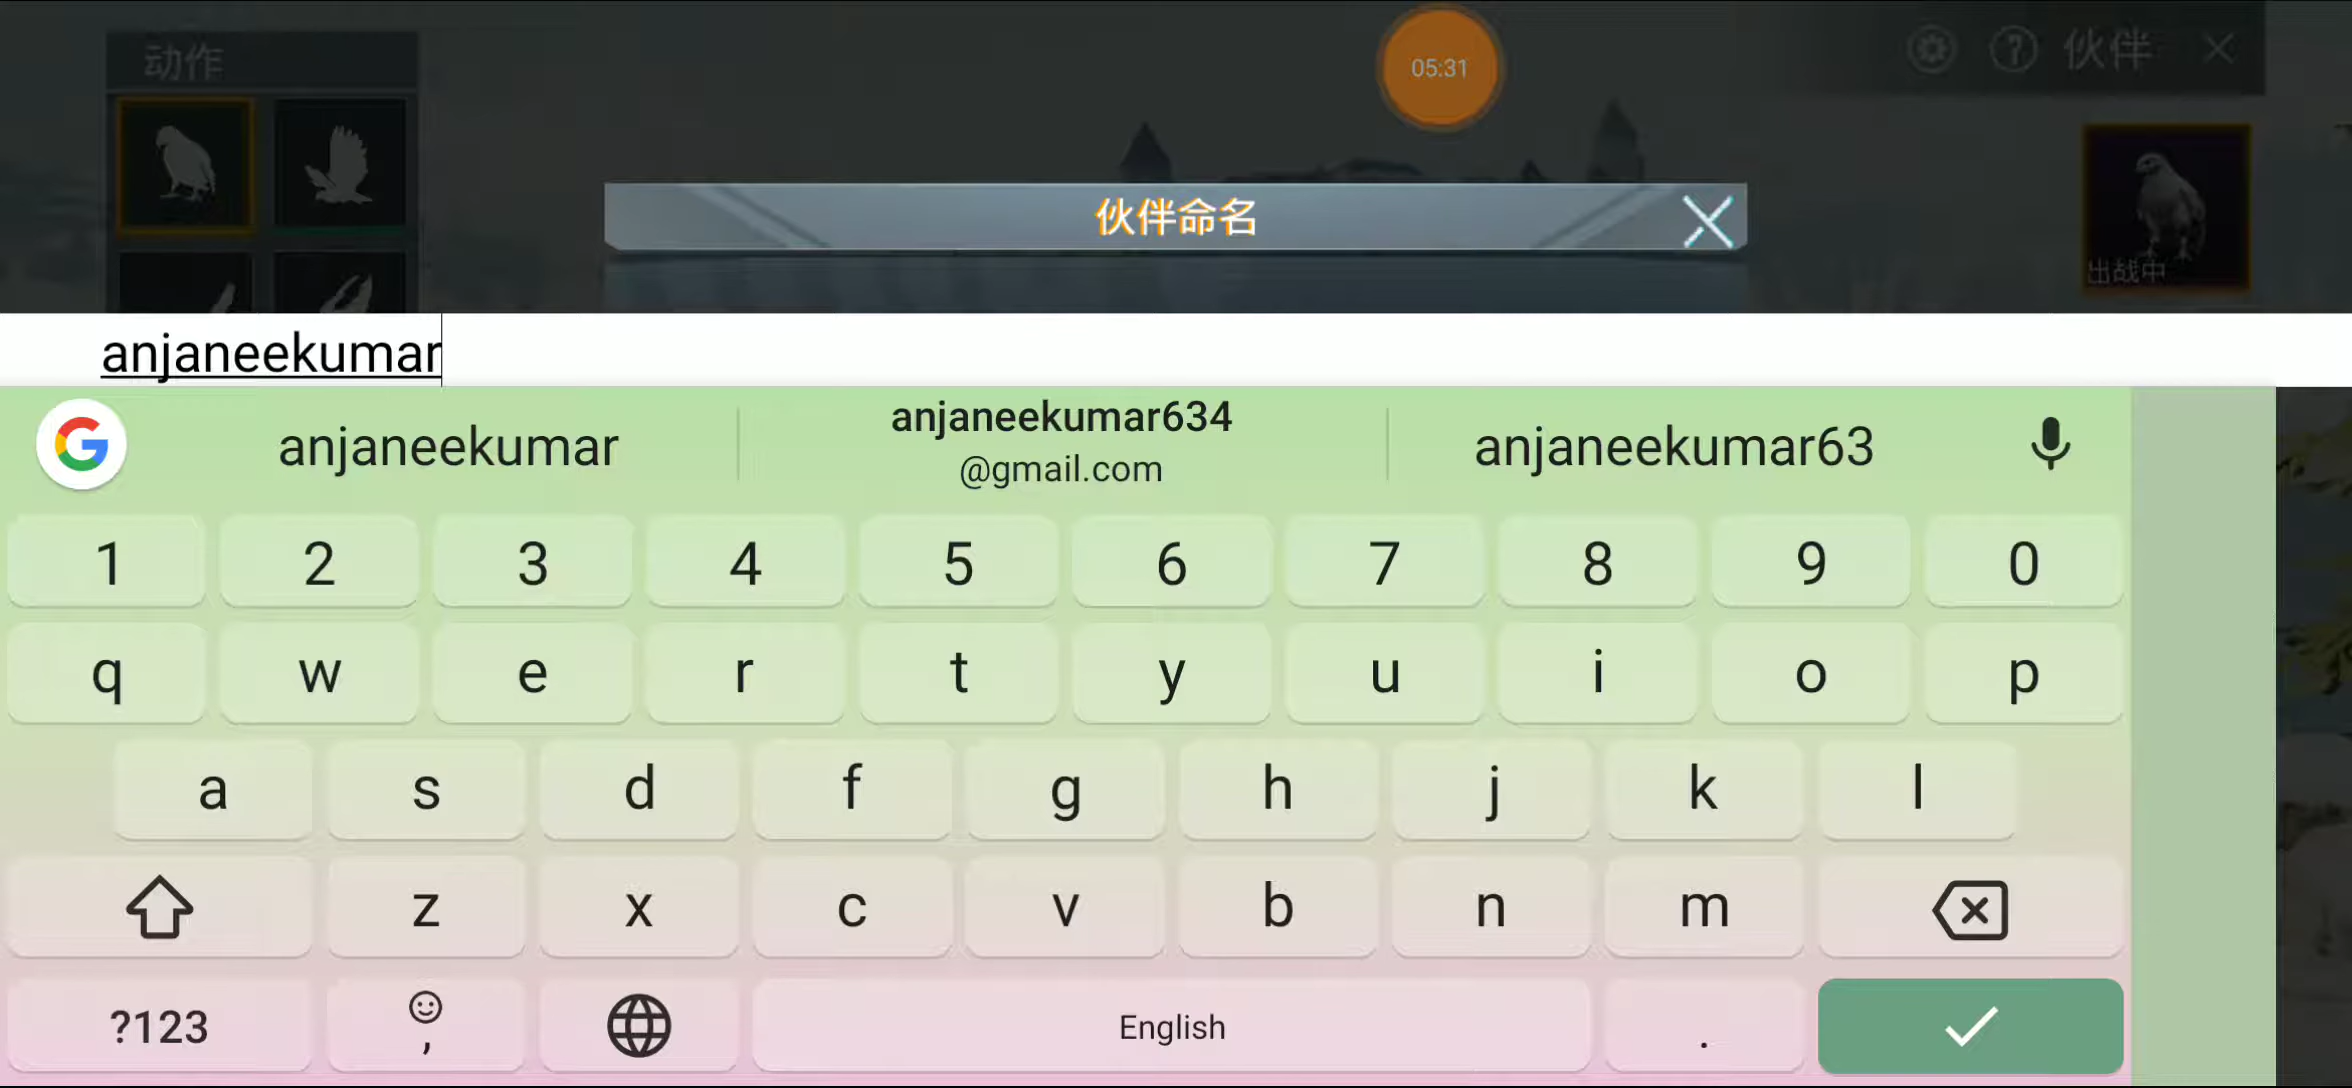 动作
05:31
? 伙伴
伙伴命名
出战中
anjaneekumar
anjaneekumar
anjaneekumar634
@gmail.com
anjaneekumar63
1 2 3 4 5 6 7 8 9 0
q w e r t y u i o p
a s d f g h j k l
z x c v b n m
?123 , English .